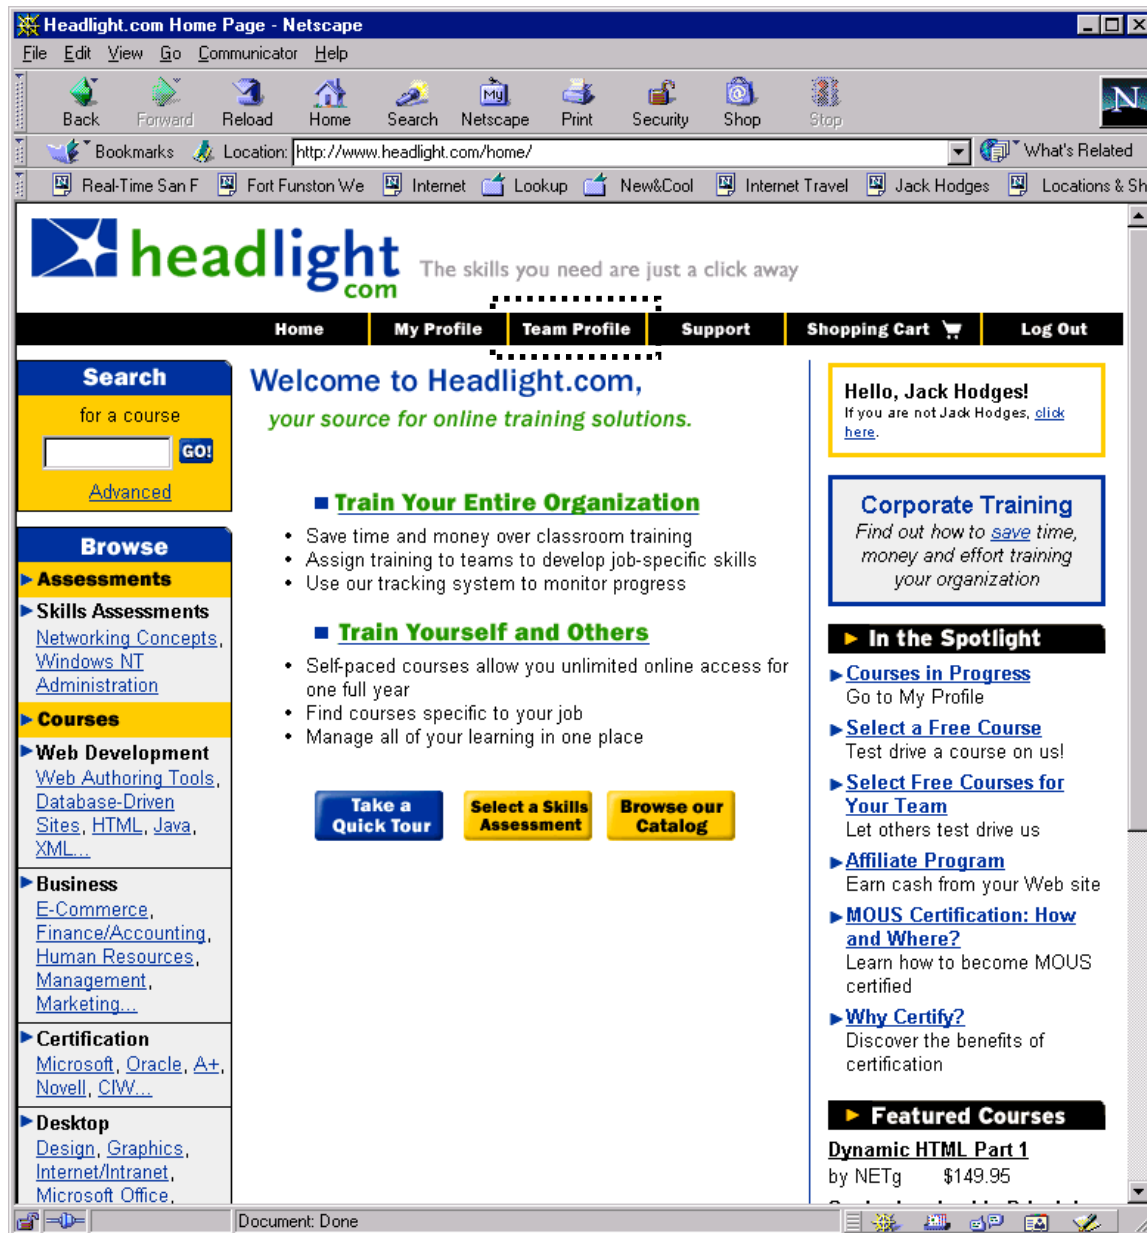 Headlight.com Home Page - Netscape
File Edit View Go Communicator Help
Back Forward Reload Home Search Netscape Print Security Shop Stop
My
N
Bookmarks Location: http://www.headlight.com/home/ What's Related
Real-Time San F Fort Funston We Internet Lookup New&Cool Internet Travel Jack Hodges Locations & Sh
headlight
com
The skills you need are just a click away
Home My Profile Team Profile Support Shopping Cart Log Out
Search
for a course
GO!
Advanced
Browse
Assessments
Skills Assessments
Networking Concepts,
Windows NT
Administration
Courses
Web Development
Web Authoring Tools,
Database-Driven
Sites, HTML, Java,
XML...
Business
E-Commerce,
Finance/Accounting,
Human Resources,
Management,
Marketing...
Certification
Microsoft, Oracle, A+,
Novell, CIW...
Desktop
Design, Graphics,
Internet/Intranet,
Microsoft Office,
Welcome to Headlight.com,
your source for online training solutions.
Train Your Entire Organization
• Save time and money over classroom training
• Assign training to teams to develop job-specific skills
• Use our tracking system to monitor progress
Train Yourself and Others
• Self-paced courses allow you unlimited online access for
one full year
• Find courses specific to your job
• Manage all of your learning in one place
Take a
Quick Tour
Select a Skills
Assessment
Browse our
Catalog
Hello, Jack Hodges!
If you are not Jack Hodges, click
here.
Corporate Training
Find out how to save time,
money and effort training
your organization
In the Spotlight
Courses in Progress
Go to My Profile
Select a Free Course
Test drive a course on us!
Select Free Courses for
Your Team
Let others test drive us
Affiliate Program
Earn cash from your Web site
MOUS Certification: How
and Where?
Learn how to become MOUS
certified
Why Certify?
Discover the benefits of
certification
Featured Courses
Dynamic HTML Part 1
by NETg $149.95
Document: Done